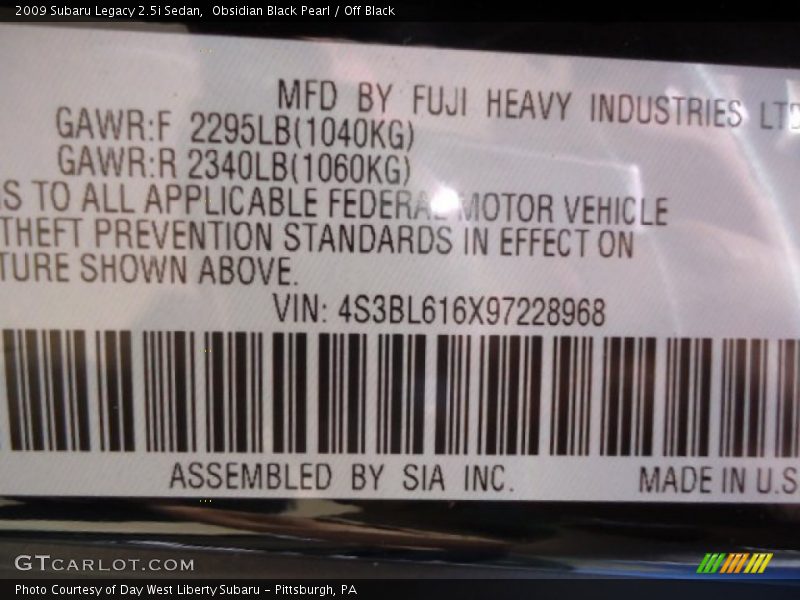 2009 Subaru Legacy 2.5i Sedan,  Obsidian Black Pearl / Off Black
MFD BY FUJI HEAVY INDUSTRIES LTD
GAWR:F 2295LB(1040KG)
GAWR:R 2340LB(1060KG)
S TO ALL APPLICABLE FEDERAL MOTOR VEHICLE
THEFT PREVENTION STANDARDS IN EFFECT ON
TURE SHOWN ABOVE.
VIN: 4S3BL616X97228968
ASSEMBLED BY SIA INC.
MADE IN U.S
GTCARLOT.COM
Photo Courtesy of Day West Liberty Subaru - Pittsburgh, PA